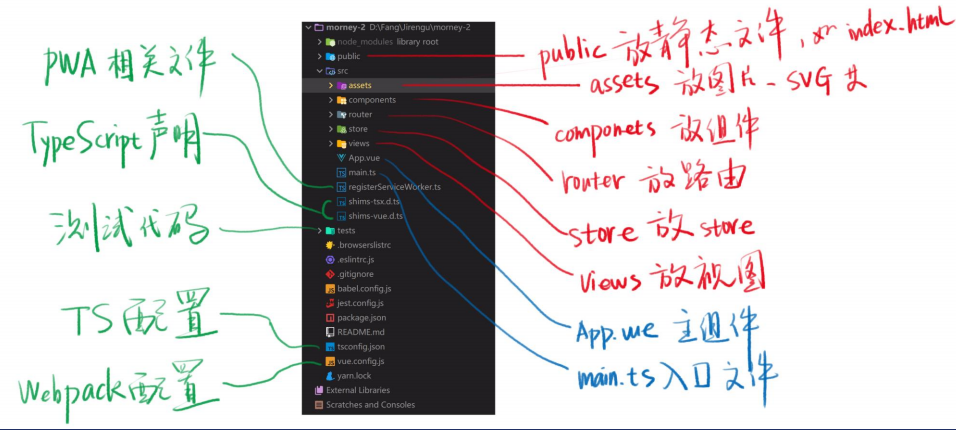 PWA 相关文件
TypeScript 声明
测试代码
TS 配置
Webpack 配置
morney-2 D:\Fang\Jirengu\morney-2
node_modules library root
public
src
assets
components
router
store
views
App.vue
main.ts
registerServiceWorker.ts
shims-tsx.d.ts
shims-vue.d.ts
tests
.browserslistrc
.eslintrc.js
.gitignore
babel.config.js
jest.config.js
package.json
README.md
tsconfig.json
vue.config.js
yarn.lock
External Libraries
Scratches and Consoles
public 放静态文件, index.html
assets 放图片 - SVG
componets 放组件
router 放路由
store 放 store
views 放视图
App.vue 主组件
main.ts 入口文件